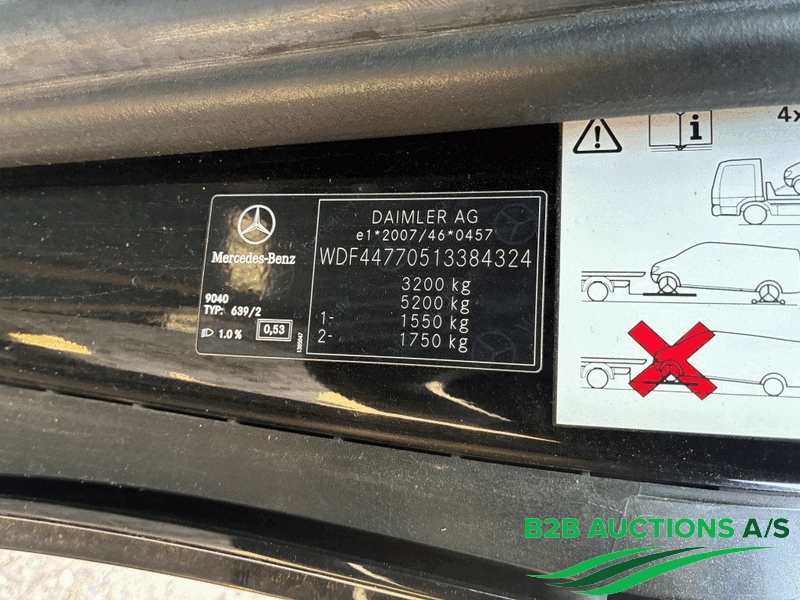 Mercedes-Benz
9040
TYP: 639/2
1.0 % 0,53
1385047
DAIMLER AG
e1*2007/46*0457
WDF44770513384324
3200 kg
5200 kg
1- 1550 kg
2- 1750 kg
4x
B2B AUCTIONS A/S